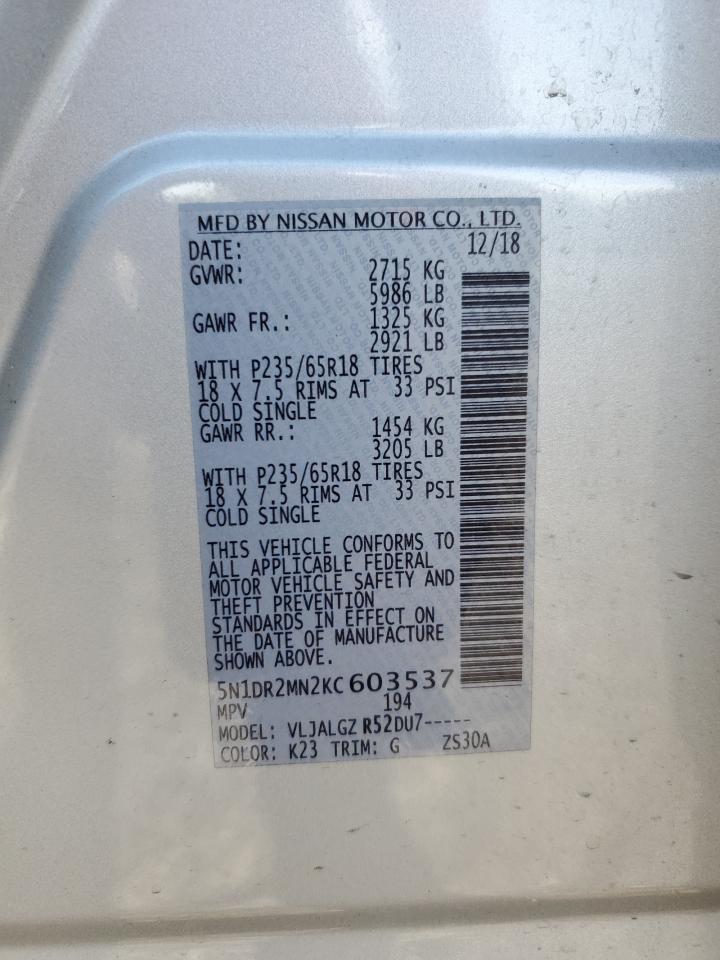 MFD BY NISSAN MOTOR CO., LTD.
DATE: 12/18
GVWR: 2715 KG
5986 LB
GAWR FR.: 1325 KG
2921 LB
WITH P235/65R18 TIRES
18 X 7.5 RIMS AT 33 PSI
COLD SINGLE
GAWR RR.: 1454 KG
3205 LB
WITH P235/65R18 TIRES
18 X 7.5 RIMS AT 33 PSI
COLD SINGLE
THIS VEHICLE CONFORMS TO
ALL APPLICABLE FEDERAL
MOTOR VEHICLE SAFETY AND
THEFT PREVENTION
STANDARDS IN EFFECT ON
THE DATE OF MANUFACTURE
SHOWN ABOVE.
5N1DR2MN2KC603537
MPV 194
MODEL: VLJALGZ R52DU7-----
COLOR: K23 TRIM: G ZS30A